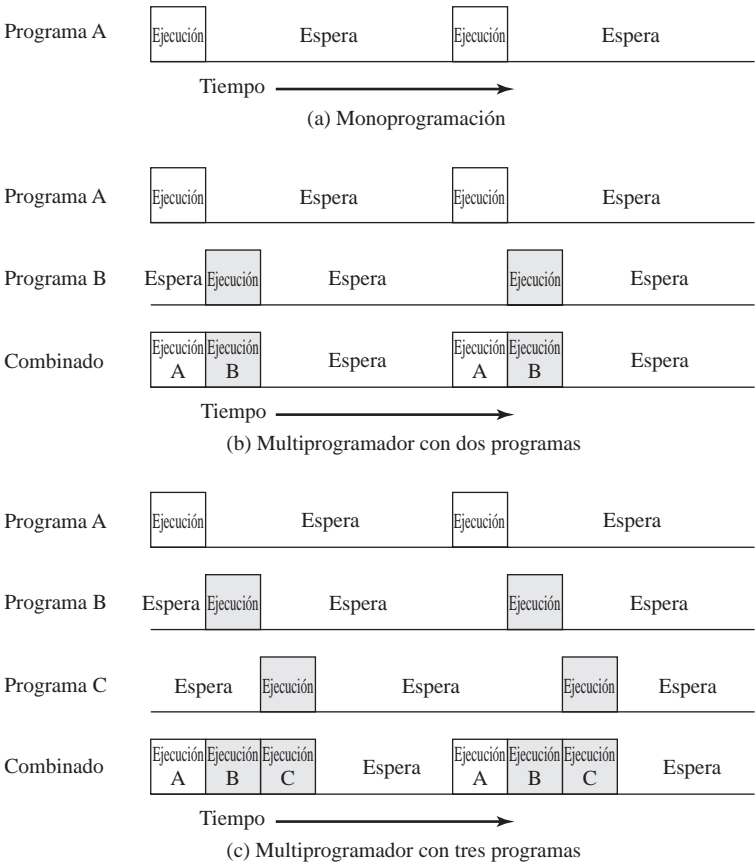 Programa A Ejecución Espera Ejecución Espera
Tiempo
(a) Monoprogramación
Programa A Ejecución Espera Ejecución Espera
Programa B Espera Ejecución Espera Ejecución Espera
Combinado Ejecución A Ejecución B Espera Ejecución A Ejecución B Espera
Tiempo
(b) Multiprogramador con dos programas
Programa A Ejecución Espera Ejecución Espera
Programa B Espera Ejecución Espera Ejecución Espera
Programa C Espera Ejecución Espera Ejecución Espera
Combinado Ejecución A Ejecución B Ejecución C Espera Ejecución A Ejecución B Ejecución C Espera
Tiempo
(c) Multiprogramador con tres programas